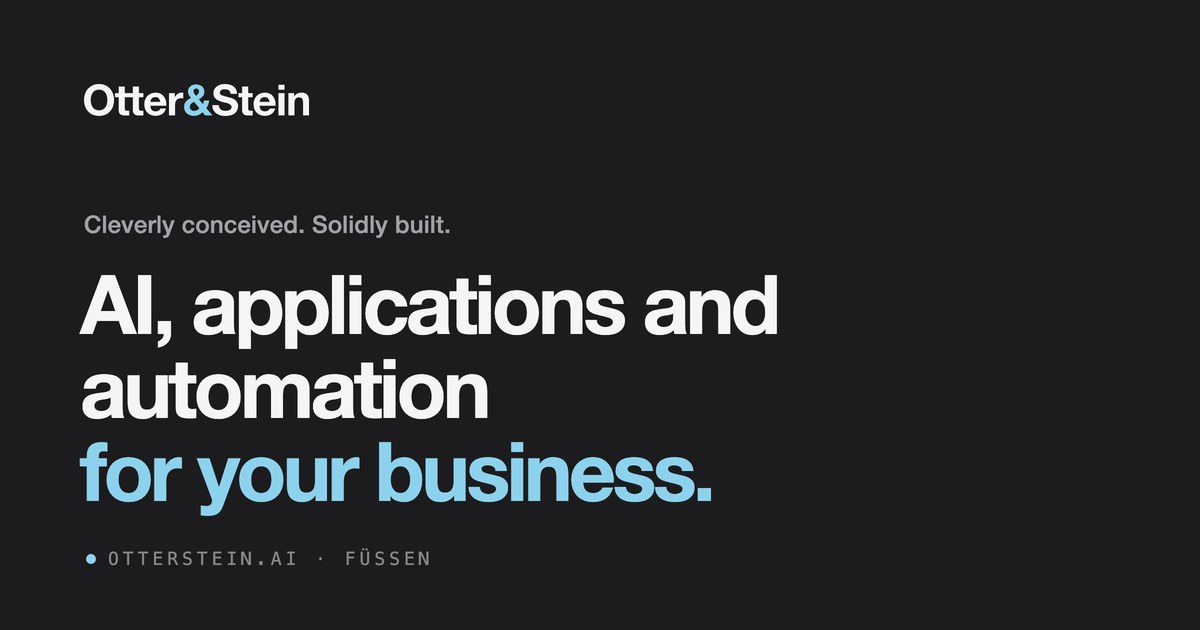 Otter&Stein
Cleverly conceived. Solidly built.
AI, applications and
automation
for your business.
OTTERSTEIN.AI · FÜSSEN